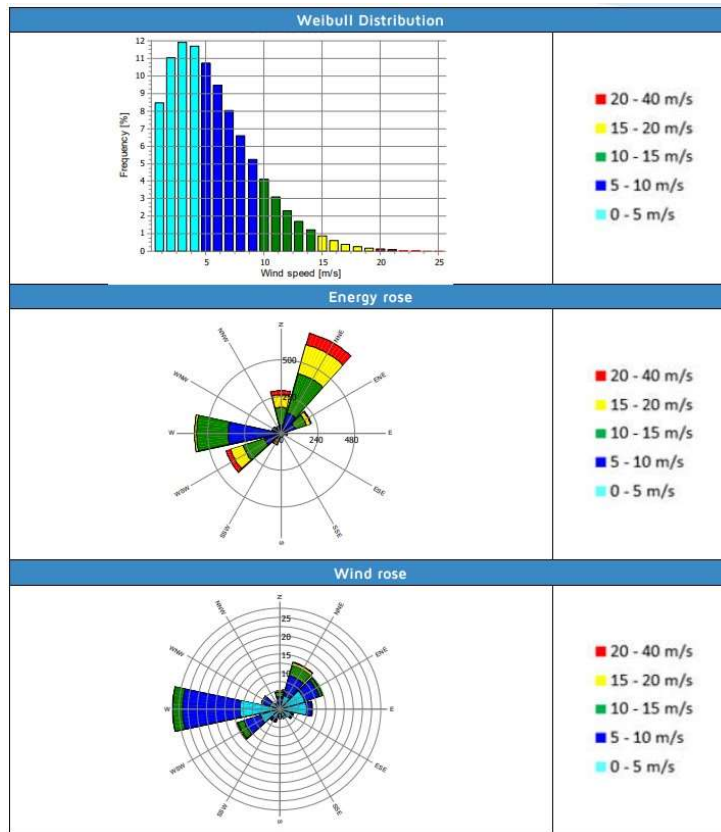 Weibull Distribution
12
11
10
9
8
7
6
5
4
3
2
1
0
Frequency [%]
5
10
15
20
25
Wind speed [m/s]
20 - 40 m/s
15 - 20 m/s
10 - 15 m/s
5 - 10 m/s
0 - 5 m/s
Energy rose
N
NNW
NNE
WNW
ENE
500
W
E
240
480
WSW
ESE
SSW
SSE
S
20 - 40 m/s
15 - 20 m/s
10 - 15 m/s
5 - 10 m/s
0 - 5 m/s
Wind rose
N
NNW
NNE
25
20
15
10
WNW
ENE
W
E
WSW
ESE
SSW
SSE
S
20 - 40 m/s
15 - 20 m/s
10 - 15 m/s
5 - 10 m/s
0 - 5 m/s